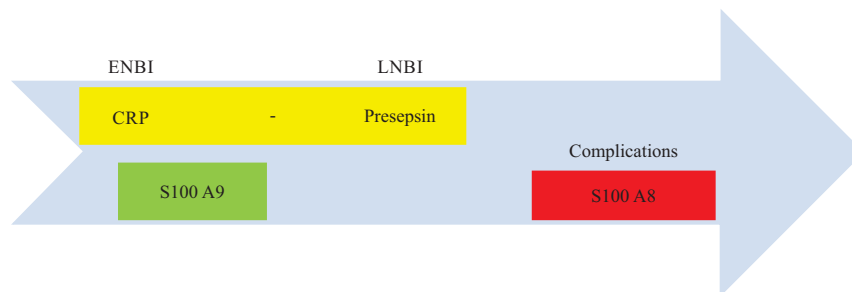 ENBI LNBI
CRP - Presepsin
Complications
S100 A9 S100 A8